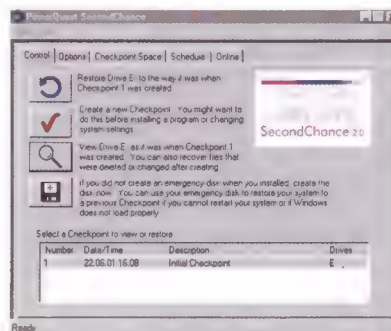 PowerQuest SecondChance
Control Options Checkpoint Space Schedule Online
Restore Drive E: to the way it was when
Checkpoint 1 was created
Create a new Checkpoint. You might want to
do this before installing a program or changing
system settings
View Drive E: as it was when Checkpoint 1
was created. You can also recover files that
were deleted or changed after creating
If you did not create an emergency disk when you installed, create the
disk now. You can use your emergency disk to restore your system to
a previous Checkpoint if you cannot restart your system or if Windows
does not load properly
SecondChance 2.0
Select a Checkpoint to view or restore
Number Date/Time Description Drives
1 22.06.01 16:08 Initial Checkpoint E
Ready